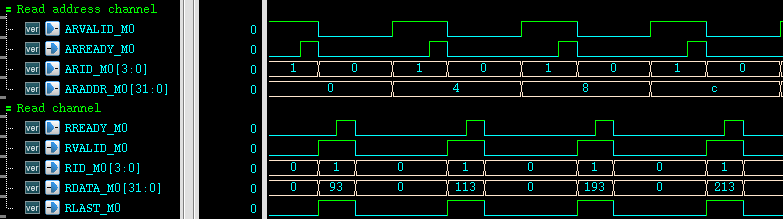 Read address channel
ver ARVALID_M0 0
ver ARREADY_M0 0
ver ARID_M0[3:0] 0 1 0 1 0 1 0 1 0
ver ARADDR_M0[31:0] 0 0 4 8 c
Read channel
ver RREADY_M0 0
ver RVALID_M0 0
ver RID_M0[3:0] 0 0 1 0 1 0 1 0 1
ver RDATA_M0[31:0] 0 0 93 0 113 0 193 0 213
ver RLAST_M0 0